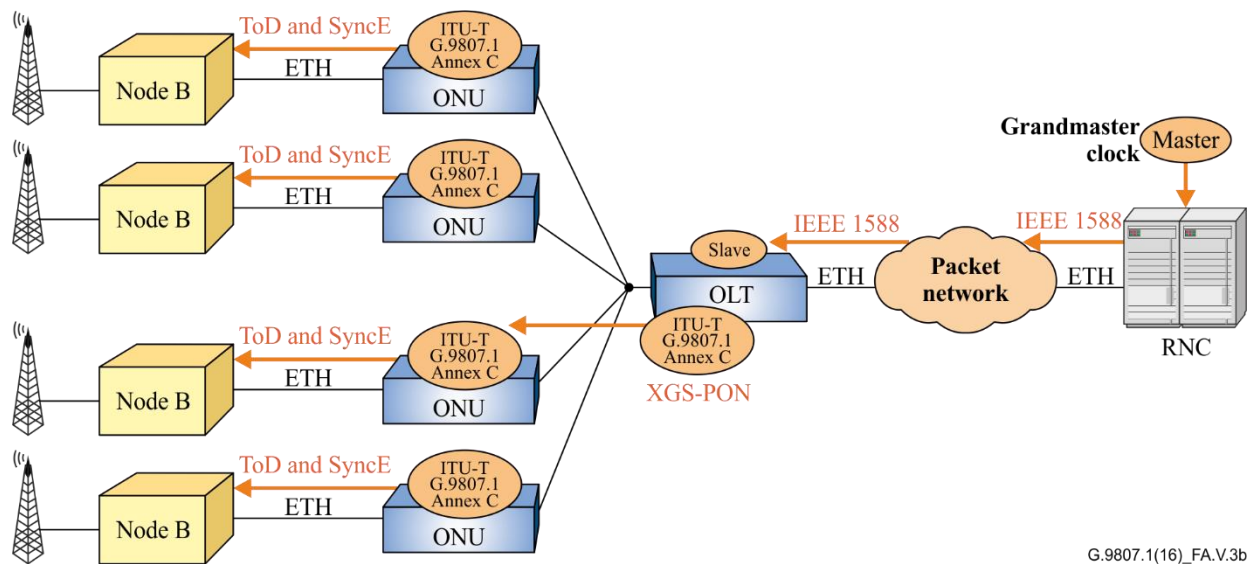 ToD and SyncE
ITU-T
G.9807.1
Annex C
Node B
ETH
ONU
ToD and SyncE
ITU-T
G.9807.1
Annex C
Node B
ETH
ONU
Grandmaster
clock
Master
IEEE 1588
IEEE 1588
Slave
OLT
ETH
Packet
network
ETH
RNC
ITU-T
G.9807.1
Annex C
XGS-PON
ToD and SyncE
ITU-T
G.9807.1
Annex C
Node B
ETH
ONU
ToD and SyncE
ITU-T
G.9807.1
Annex C
Node B
ETH
ONU
G.9807.1(16)_FA.V.3b